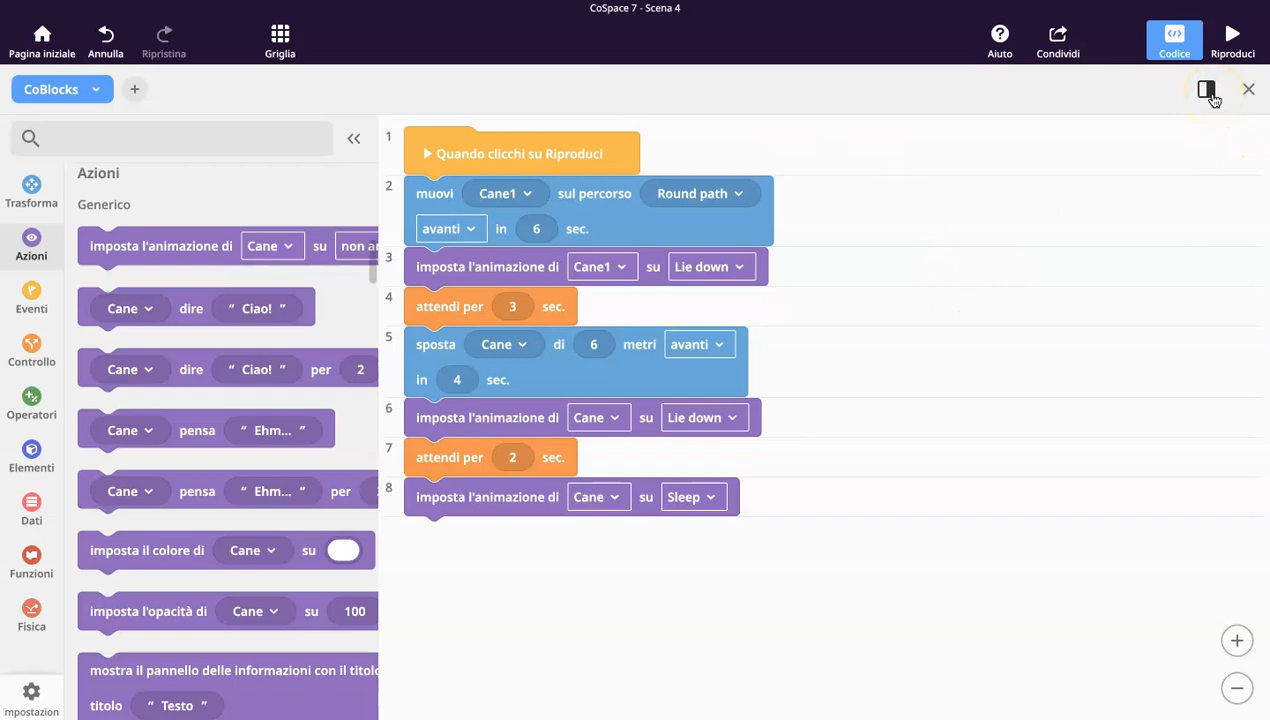 CoSpace 7 - Scena 4
Pagina iniziale
Annulla
Ripristina
Griglia
Aiuto
Condividi
Codice
Riproduci
CoBlocks
Trasforma
Azioni
Eventi
Controllo
Operatori
Elementi
Dati
Funzioni
Fisica
mpostazion
Azioni
Generico
imposta l'animazione di Cane su non an
Cane dire “ Ciao! ”
Cane dire “ Ciao! ” per 2
Cane pensa “ Ehm... ”
Cane pensa “ Ehm... ” per
imposta il colore di Cane su
imposta l'opacità di Cane su 100
mostra il pannello delle informazioni con il titolo
titolo “ Testo ”
1 Quando clicchi su Riproduci
2 muovi Cane1 sul percorso Round path
avanti in 6 sec.
3 imposta l'animazione di Cane1 su Lie down
4 attendi per 3 sec.
5 sposta Cane di 6 metri avanti
in 4 sec.
6 imposta l'animazione di Cane su Lie down
7 attendi per 2 sec.
8 imposta l'animazione di Cane su Sleep